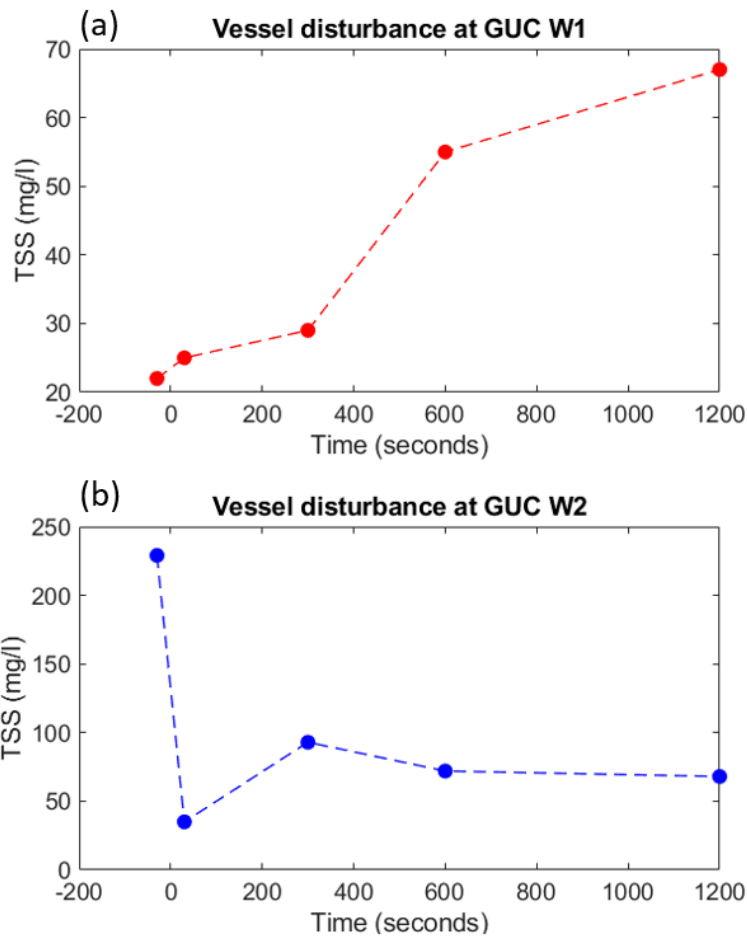 (a)
Vessel disturbance at GUC W1
70
60
50
40
30
20
TSS (mg/l)
-200 0 200 400 600 800 1000 1200
Time (seconds)
(b)
Vessel disturbance at GUC W2
250
200
150
100
50
0
TSS (mg/l)
-200 0 200 400 600 800 1000 1200
Time (seconds)